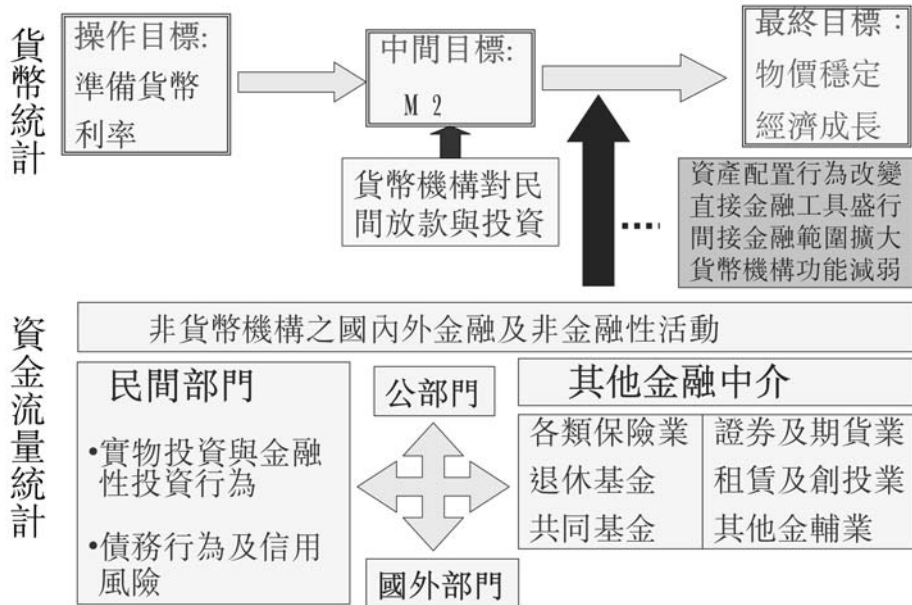 貨幣統計
操作目標:
準備貨幣
利率
中間目標:
M 2
最終目標：
物價穩定
經濟成長
貨幣機構對民
間放款與投資
資產配置行為改變
直接金融工具盛行
間接金融範圍擴大
貨幣機構功能減弱
資金流量統計
非貨幣機構之國內外金融及非金融性活動
民間部門
•實物投資與金融
性投資行為
•債務行為及信用
風險
公部門
國外部門
其他金融中介
各類保險業
退休基金
共同基金
證券及期貨業
租賃及創投業
其他金輔業